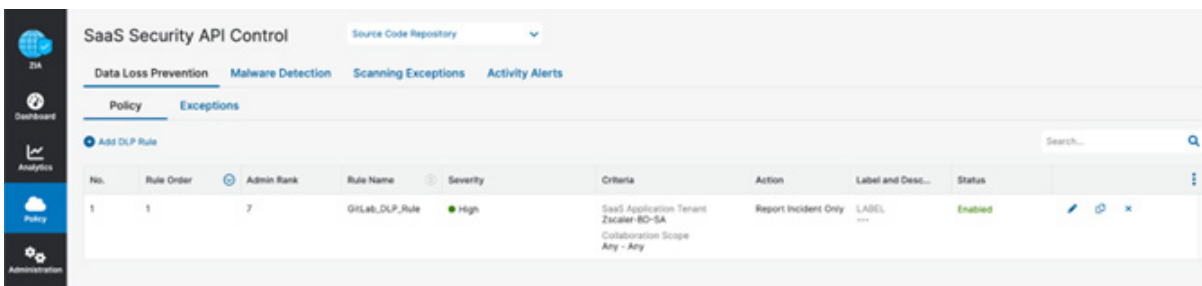 SaaS Security API Control
Source Code Repository
ZIA
Data Loss Prevention Malware Detection Scanning Exceptions Activity Alerts
Dashboard
Policy Exceptions
Add DLP Rule
Search...
Analytics
No. Rule Order Admin Rank Rule Name Severity Criteria Action Label and Desc... Status
1 1 7 GitLab_DLP_Rule High SaaS Application Tenant Report Incident Only LABEL Enabled
Zscaler-BD-SA ----
Policy
Collaboration Scope
Any - Any
Administration